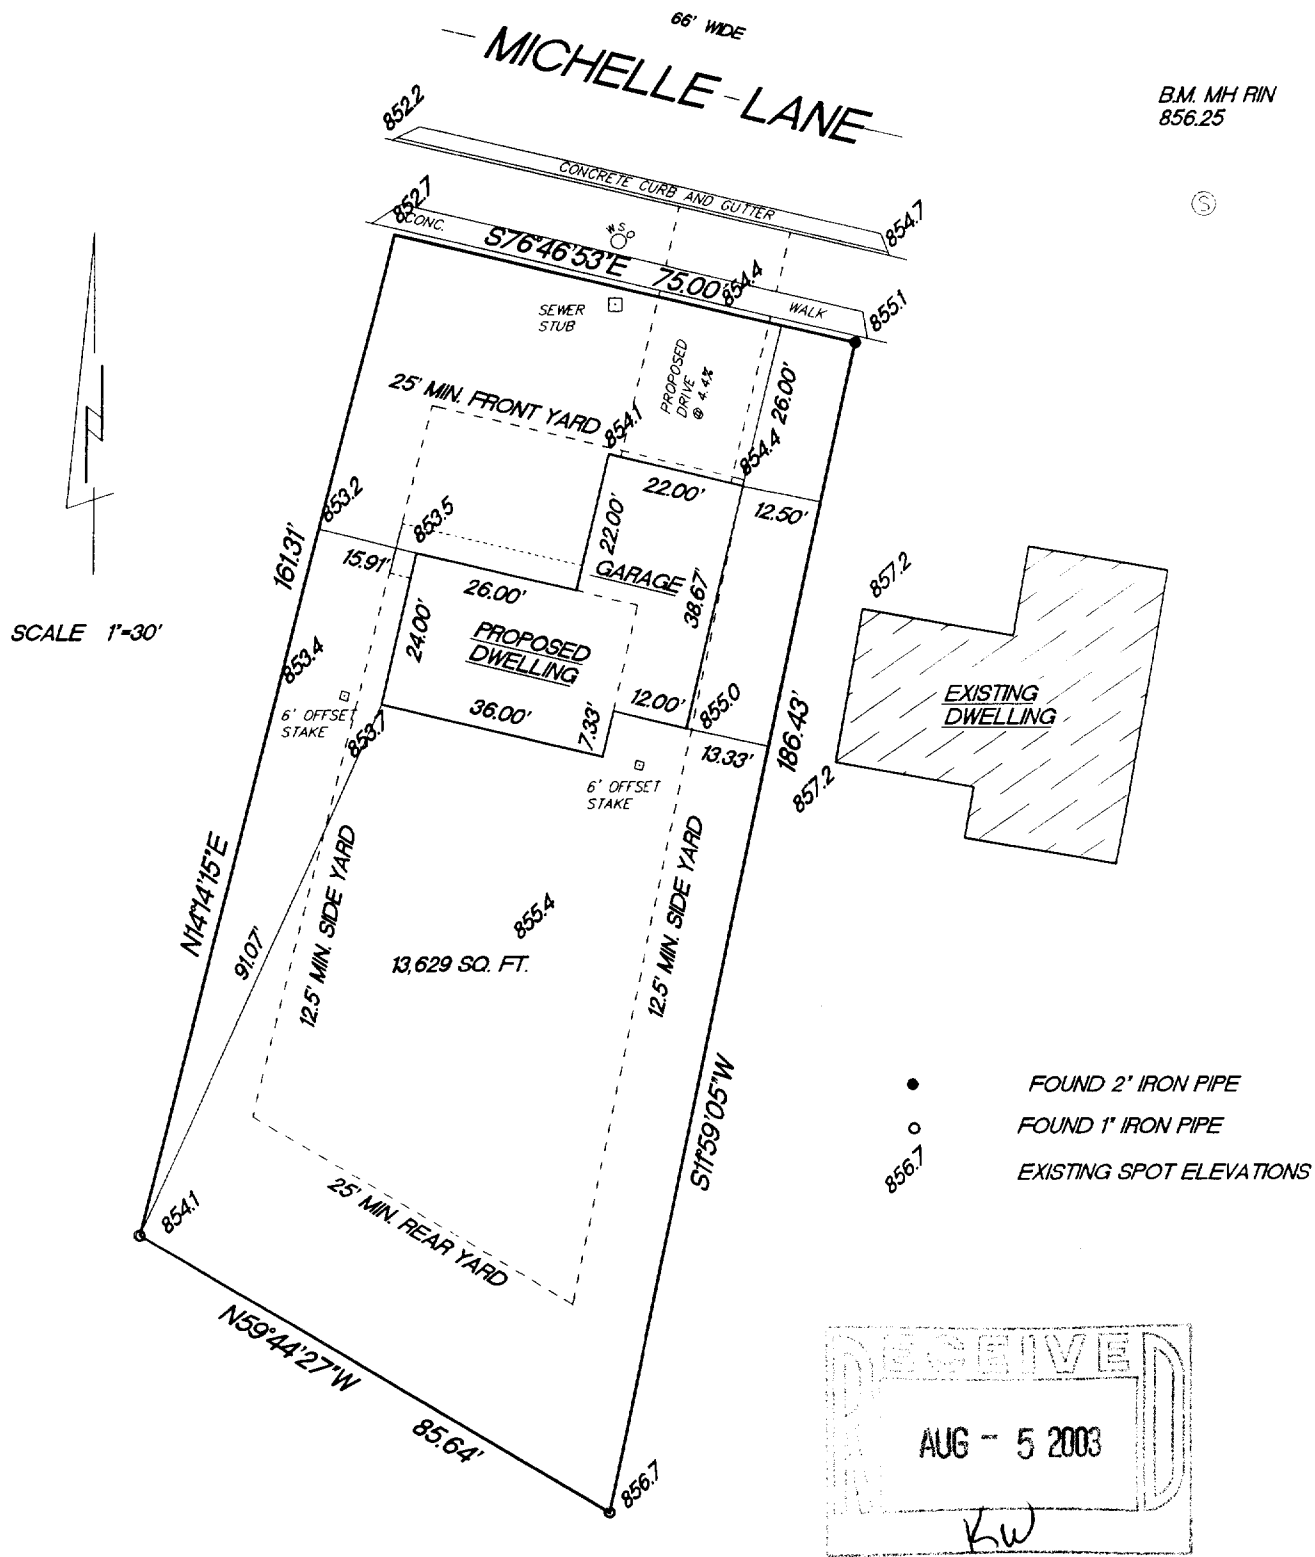 66' WIDE
MICHELLE LANE
B.M. MH RIN
856.25
852.2
CONCRETE CURB AND GUTTER
854.7
S
852.7
CONC.
W.S.O
S76°46'53"E 75.00'
854.4
WALK
855.1
SEWER
STUB
PROPOSED
DRIVE
@ 4.4%
26.00'
25' MIN. FRONT YARD
854.1
854.4
22.00'
12.50'
853.2
853.5
22.00'
161.31'
15.91'
GARAGE
38.67'
26.00'
857.2
SCALE 1"=30'
24.00'
PROPOSED
DWELLING
853.4
6' OFFSET
STAKE
853.7
36.00'
7.33'
12.00'
855.0
13.33'
186.43'
EXISTING
DWELLING
857.2
6' OFFSET
STAKE
N14°14'15"E
91.07'
12.5' MIN. SIDE YARD
855.4
13,629 SQ. FT.
12.5' MIN. SIDE YARD
S11°59'05"W
FOUND 2" IRON PIPE
FOUND 1" IRON PIPE
856.7
EXISTING SPOT ELEVATIONS
854.1
25' MIN. REAR YARD
N59°44'27"W
85.64'
856.7
RECEIVED
AUG - 5 2003
KW